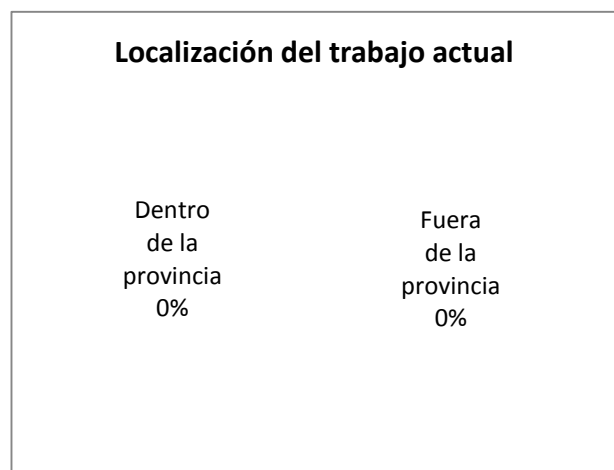 Localización del trabajo actual
Dentro
de la
provincia
0%
Fuera
de la
provincia
0%